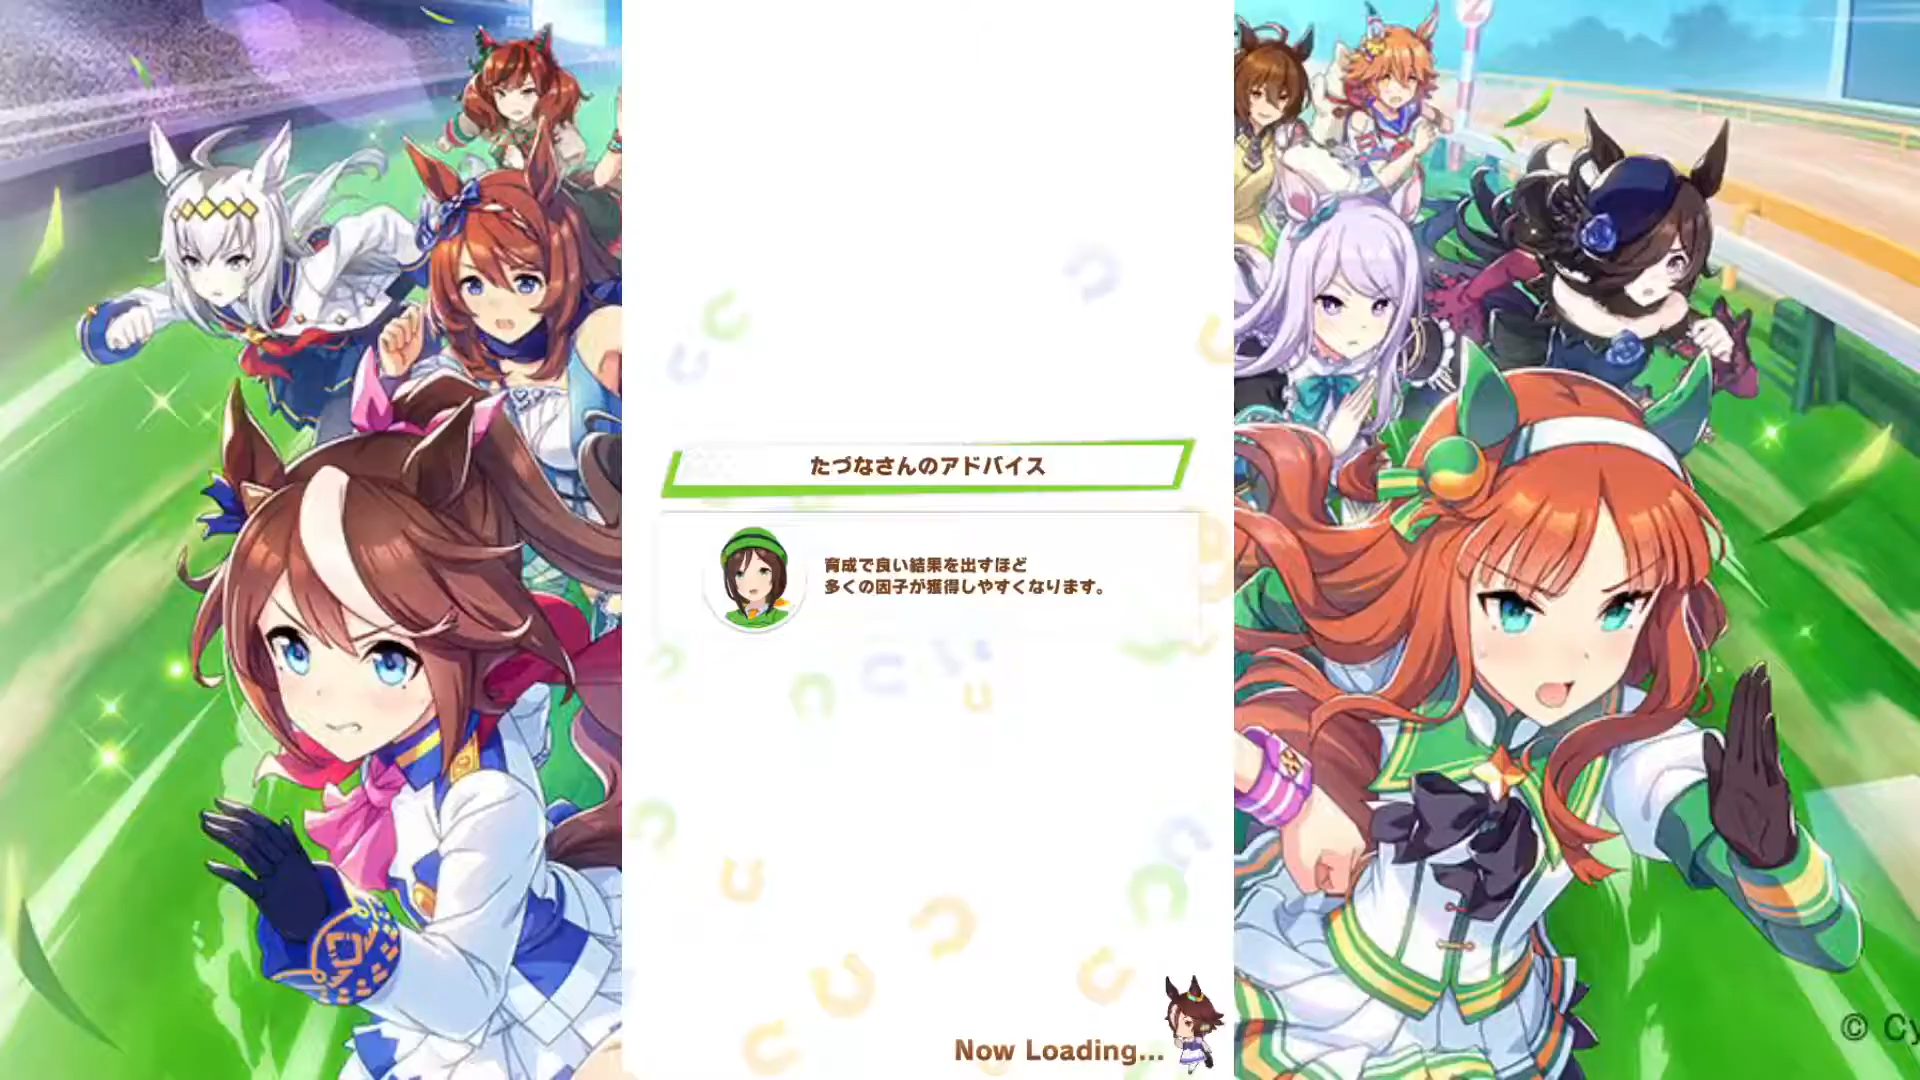 たづなさんのアドバイス
育成で良い結果を出すほど
多くの因子が獲得しやすくなります。
Now Loading...
© Cy